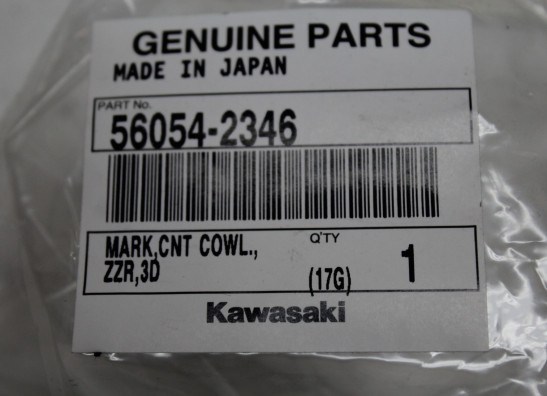 GENUINE PARTS
MADE IN JAPAN
PART No.
56054-2346
MARK,CNT COWL.,
ZZR,3D
Q'TY
(17G)
1
Kawasaki